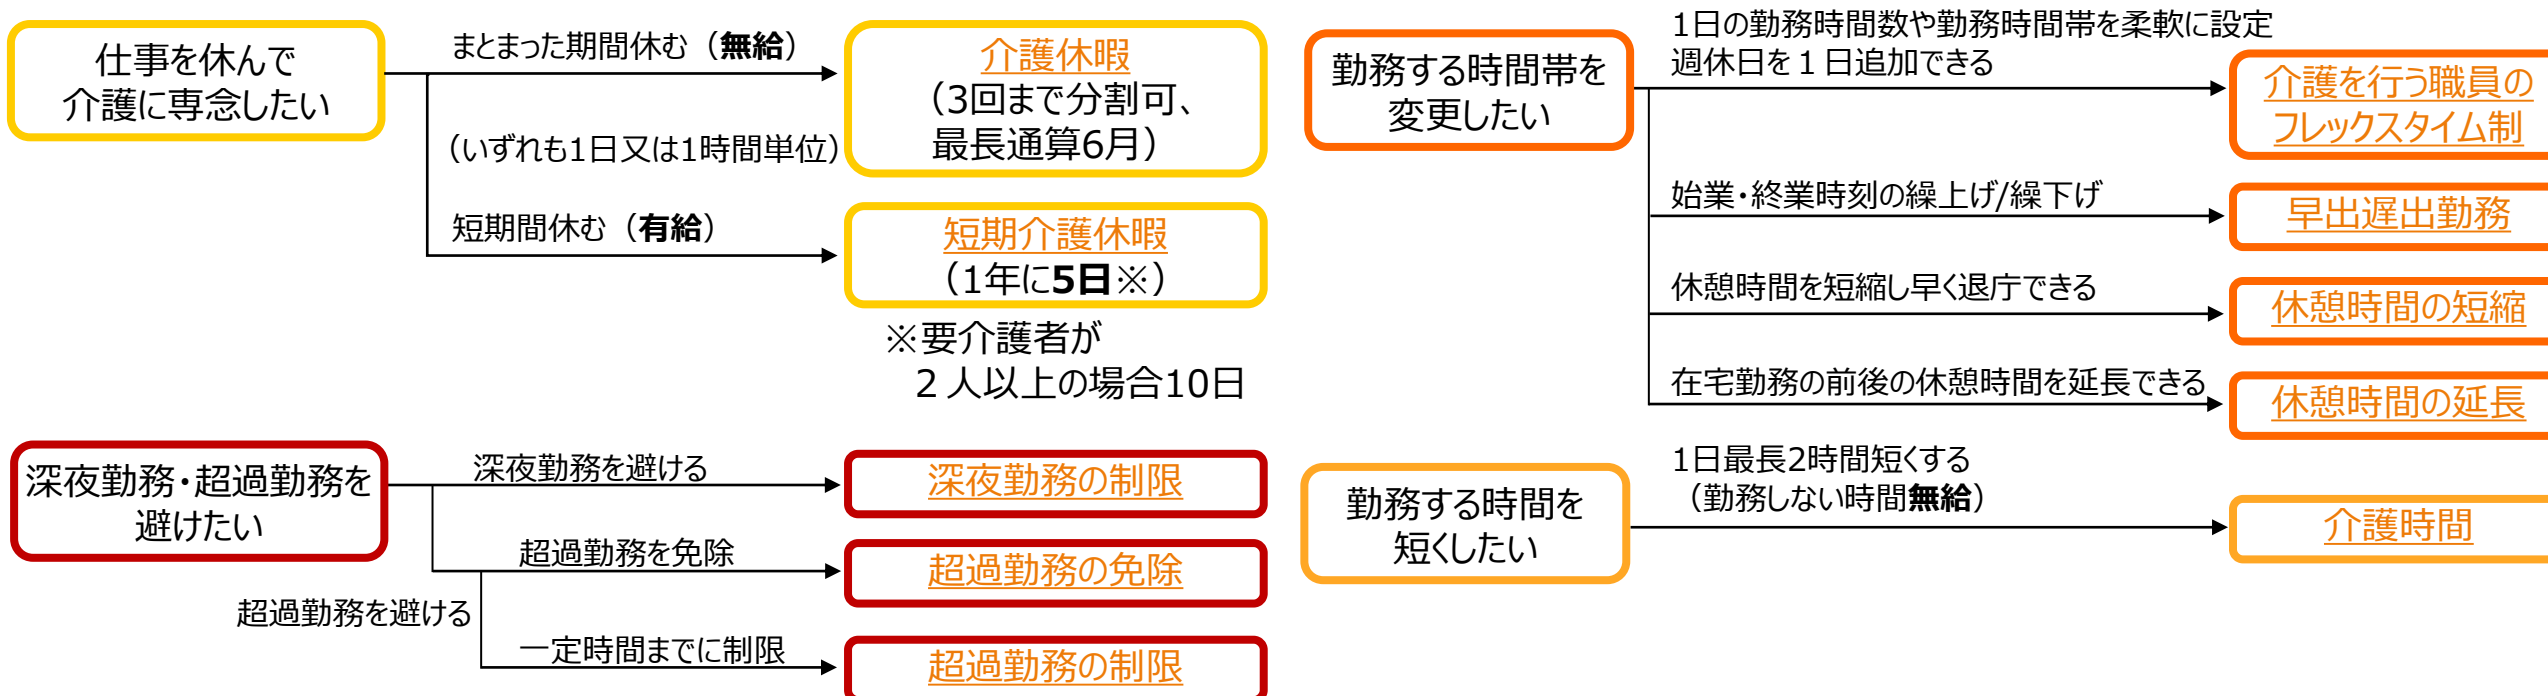 仕事を休んで
介護に専念したい
まとまった期間休む（無給）
（いずれも1日又は1時間単位）
短期間休む（有給）
介護休暇
（3回まで分割可、
最長通算6月）
短期介護休暇
（1年に5日※）
※要介護者が
２人以上の場合10日
深夜勤務・超過勤務を
避けたい
深夜勤務を避ける
深夜勤務の制限
超過勤務を免除
超過勤務の免除
超過勤務を避ける
一定時間までに制限
超過勤務の制限
勤務する時間帯を
変更したい
1日の勤務時間数や勤務時間帯を柔軟に設定
週休日を１日追加できる
介護を行う職員の
フレックスタイム制
始業・終業時刻の繰上げ/繰下げ
早出遅出勤務
休憩時間を短縮し早く退庁できる
休憩時間の短縮
在宅勤務の前後の休憩時間を延長できる
休憩時間の延長
勤務する時間を
短くしたい
1日最長2時間短くする
（勤務しない時間無給）
介護時間